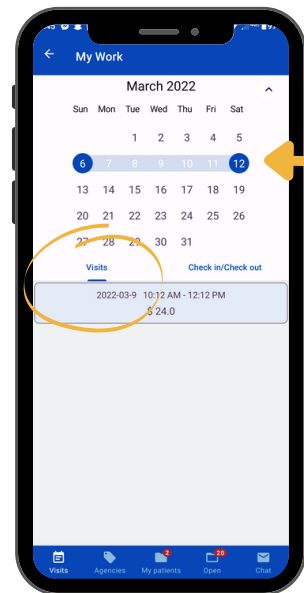 My Work
March 2022
Sun Mon Tue Wed Thu Fri Sat
1 2 3 4 5
6 7 8 9 10 11 12
13 14 15 16 17 18 19
20 21 22 23 24 25 26
27 28 29 30 31
Visits Check in/Check out
2022-03-9 10:12 AM - 12:12 PM
$ 24.0
2 20
Visits Agencies My patients Open Chat